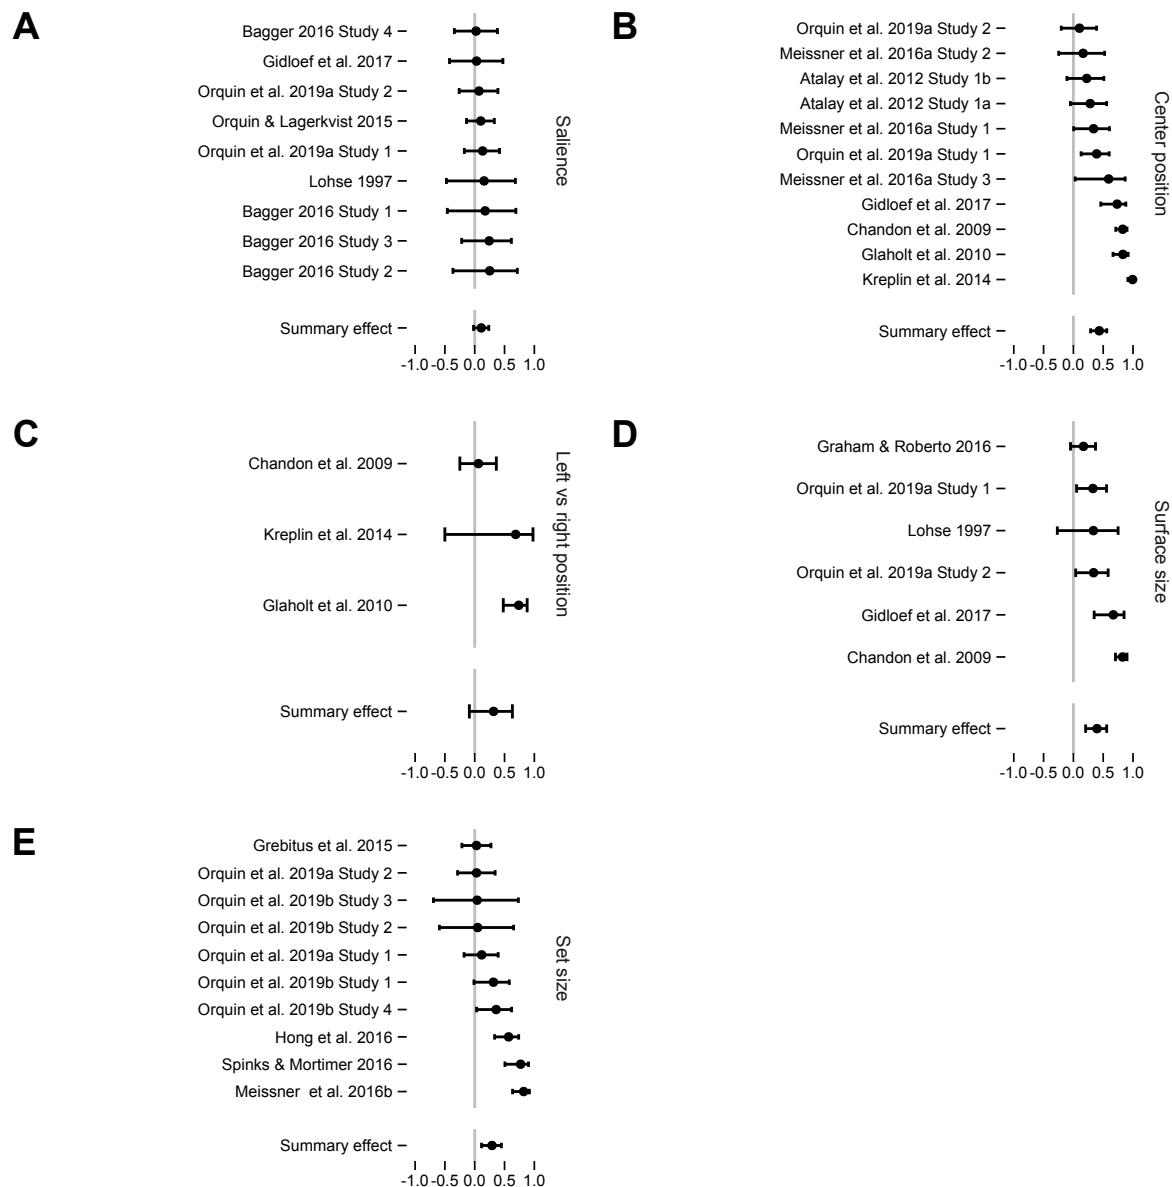 A
Bagger 2016 Study 4
Gidloef et al. 2017
Orquin et al. 2019a Study 2
Orquin & Lagerkvist 2015
Orquin et al. 2019a Study 1
Lohse 1997
Bagger 2016 Study 1
Bagger 2016 Study 3
Bagger 2016 Study 2
Summary effect
-1.0 -0.5 0.0 0.5 1.0
Salience
B
Orquin et al. 2019a Study 2
Meissner et al. 2016a Study 2
Atalay et al. 2012 Study 1b
Atalay et al. 2012 Study 1a
Meissner et al. 2016a Study 1
Orquin et al. 2019a Study 1
Meissner et al. 2016a Study 3
Gidloef et al. 2017
Chandon et al. 2009
Glaholt et al. 2010
Kreplin et al. 2014
Summary effect
-1.0 -0.5 0.0 0.5 1.0
Center position
C
Chandon et al. 2009
Kreplin et al. 2014
Glaholt et al. 2010
Summary effect
-1.0 -0.5 0.0 0.5 1.0
Left vs right position
D
Graham & Roberto 2016
Orquin et al. 2019a Study 1
Lohse 1997
Orquin et al. 2019a Study 2
Gidloef et al. 2017
Chandon et al. 2009
Summary effect
-1.0 -0.5 0.0 0.5 1.0
Surface size
E
Grebitus et al. 2015
Orquin et al. 2019a Study 2
Orquin et al. 2019b Study 3
Orquin et al. 2019b Study 2
Orquin et al. 2019a Study 1
Orquin et al. 2019b Study 1
Orquin et al. 2019b Study 4
Hong et al. 2016
Spinks & Mortimer 2016
Meissner  et al. 2016b
Summary effect
-1.0 -0.5 0.0 0.5 1.0
Set size